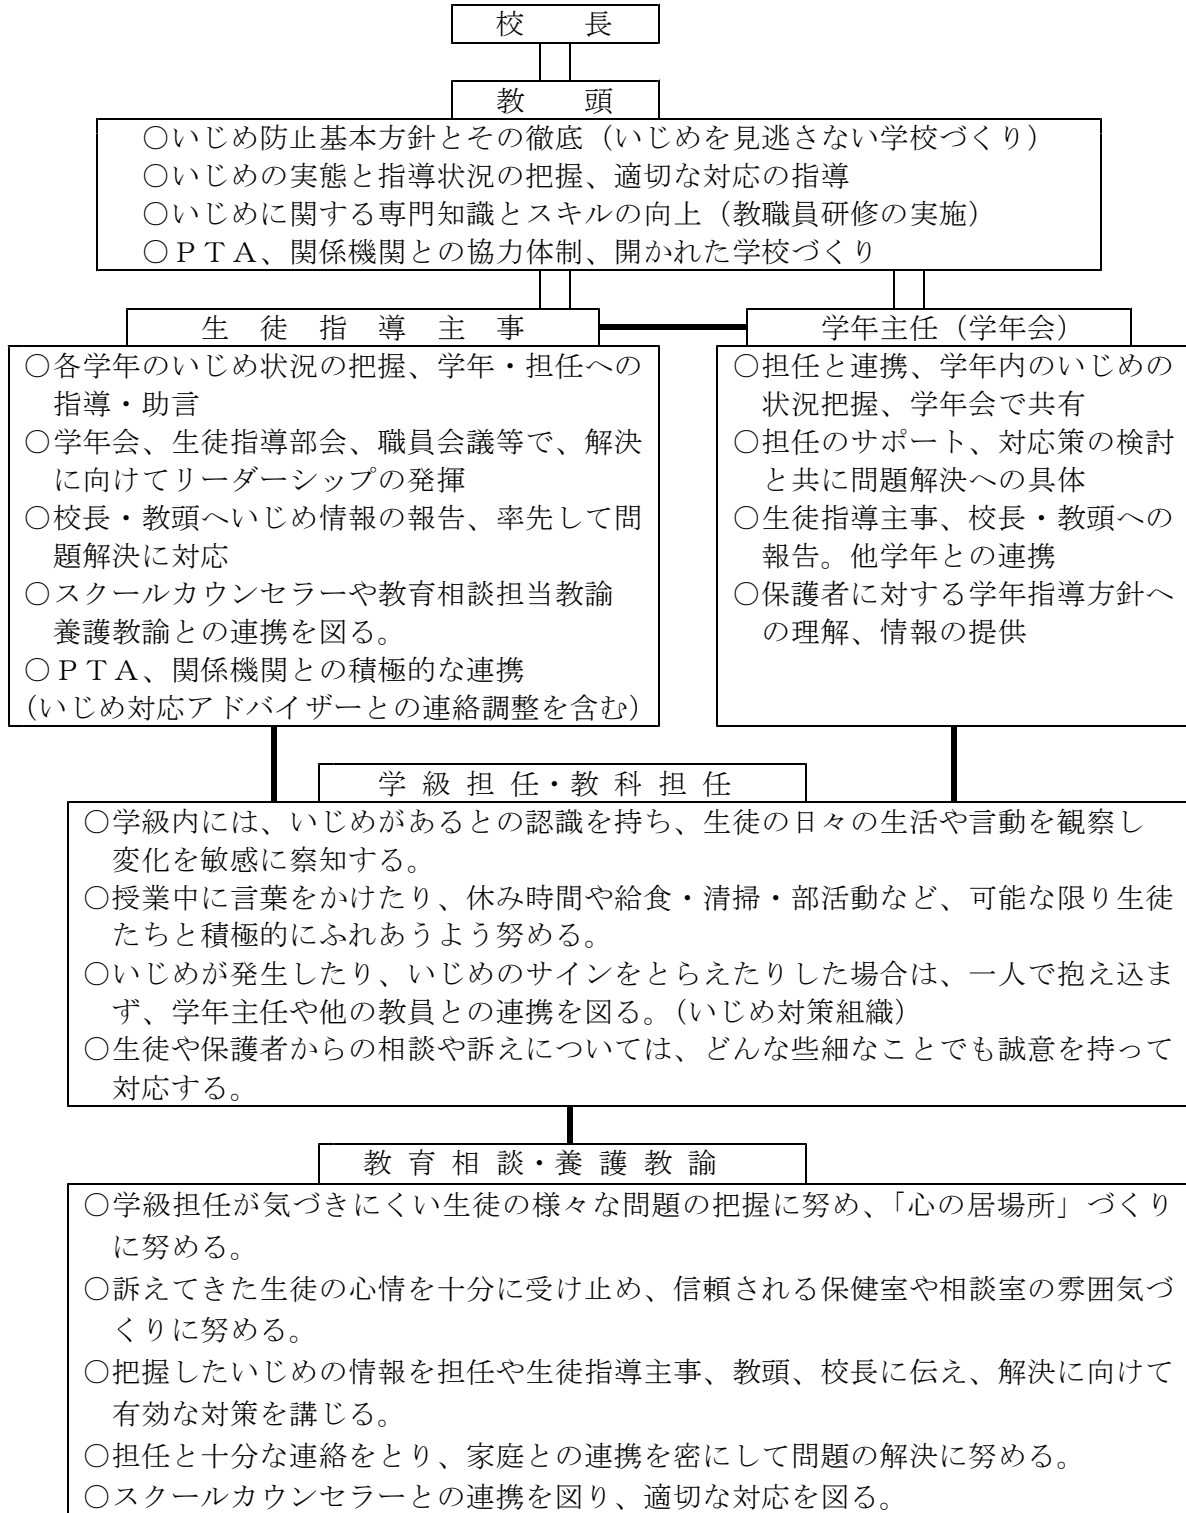 校　　長
教　　頭
○いじめ防止基本方針とその徹底（いじめを見逃さない学校づくり）
○いじめの実態と指導状況の把握、適切な対応の指導
○いじめに関する専門知識とスキルの向上（教職員研修の実施）
○ＰＴＡ、関係機関との協力体制、開かれた学校づくり
生　徒　指　導　主　事
○各学年のいじめ状況の把握、学年・担任への
指導・助言
○学年会、生徒指導部会、職員会議等で、解決
に向けてリーダーシップの発揮
○校長・教頭へいじめ情報の報告、率先して問
題解決に対応
○スクールカウンセラーや教育相談担当教諭
養護教諭との連携を図る。
○ＰＴＡ、関係機関との積極的な連携
（いじめ対応アドバイザーとの連絡調整を含む）
学年主任（学年会）
○担任と連携、学年内のいじめの
状況把握、学年会で共有
○担任のサポート、対応策の検討
と共に問題解決への具体
○生徒指導主事、校長・教頭への
報告。他学年との連携
○保護者に対する学年指導方針へ
の理解、情報の提供
学 級 担 任・教 科 担 任
○学級内には、いじめがあるとの認識を持ち、生徒の日々の生活や言動を観察し
変化を敏感に察知する。
○授業中に言葉をかけたり、休み時間や給食・清掃・部活動など、可能な限り生徒
たちと積極的にふれあうよう努める。
○いじめが発生したり、いじめのサインをとらえたりした場合は、一人で抱え込ま
ず、学年主任や他の教員との連携を図る。（いじめ対策組織）
○生徒や保護者からの相談や訴えについては、どんな些細なことでも誠意を持って
対応する。
教 育 相 談・養 護 教 諭
○学級担任が気づきにくい生徒の様々な問題の把握に努め、「心の居場所」づくり
に努める。
○訴えてきた生徒の心情を十分に受け止め、信頼される保健室や相談室の雰囲気づ
くりに努める。
○把握したいじめの情報を担任や生徒指導主事、教頭、校長に伝え、解決に向けて
有効な対策を講じる。
○担任と十分な連絡をとり、家庭との連携を密にして問題の解決に努める。
○スクールカウンセラーとの連携を図り、適切な対応を図る。